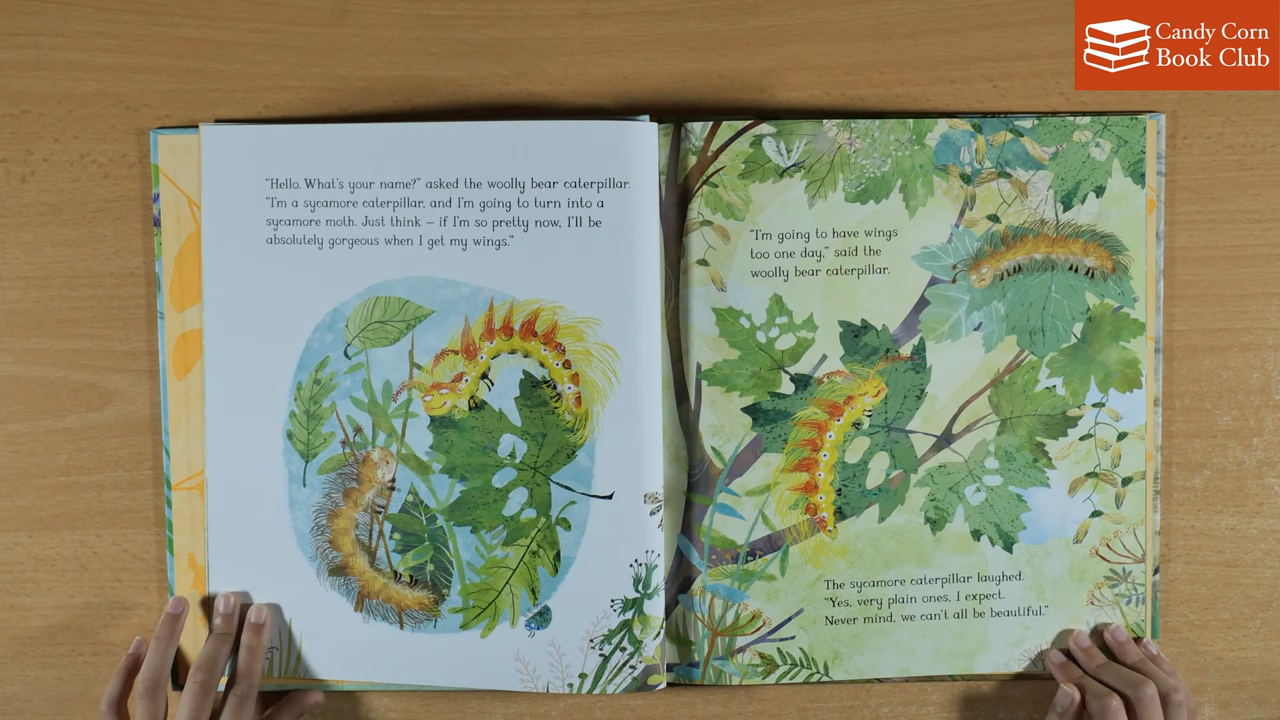 Candy Corn
Book Club
"Hello. What's your name?" asked the woolly bear caterpillar.
"I'm a sycamore caterpillar, and I'm going to turn into a
sycamore moth. Just think – if I'm so pretty now, I'll be
absolutely gorgeous when I get my wings."
"I'm going to have wings
too one day," said the
woolly bear caterpillar.
The sycamore caterpillar laughed.
"Yes, very plain ones, I expect.
Never mind, we can't all be beautiful."